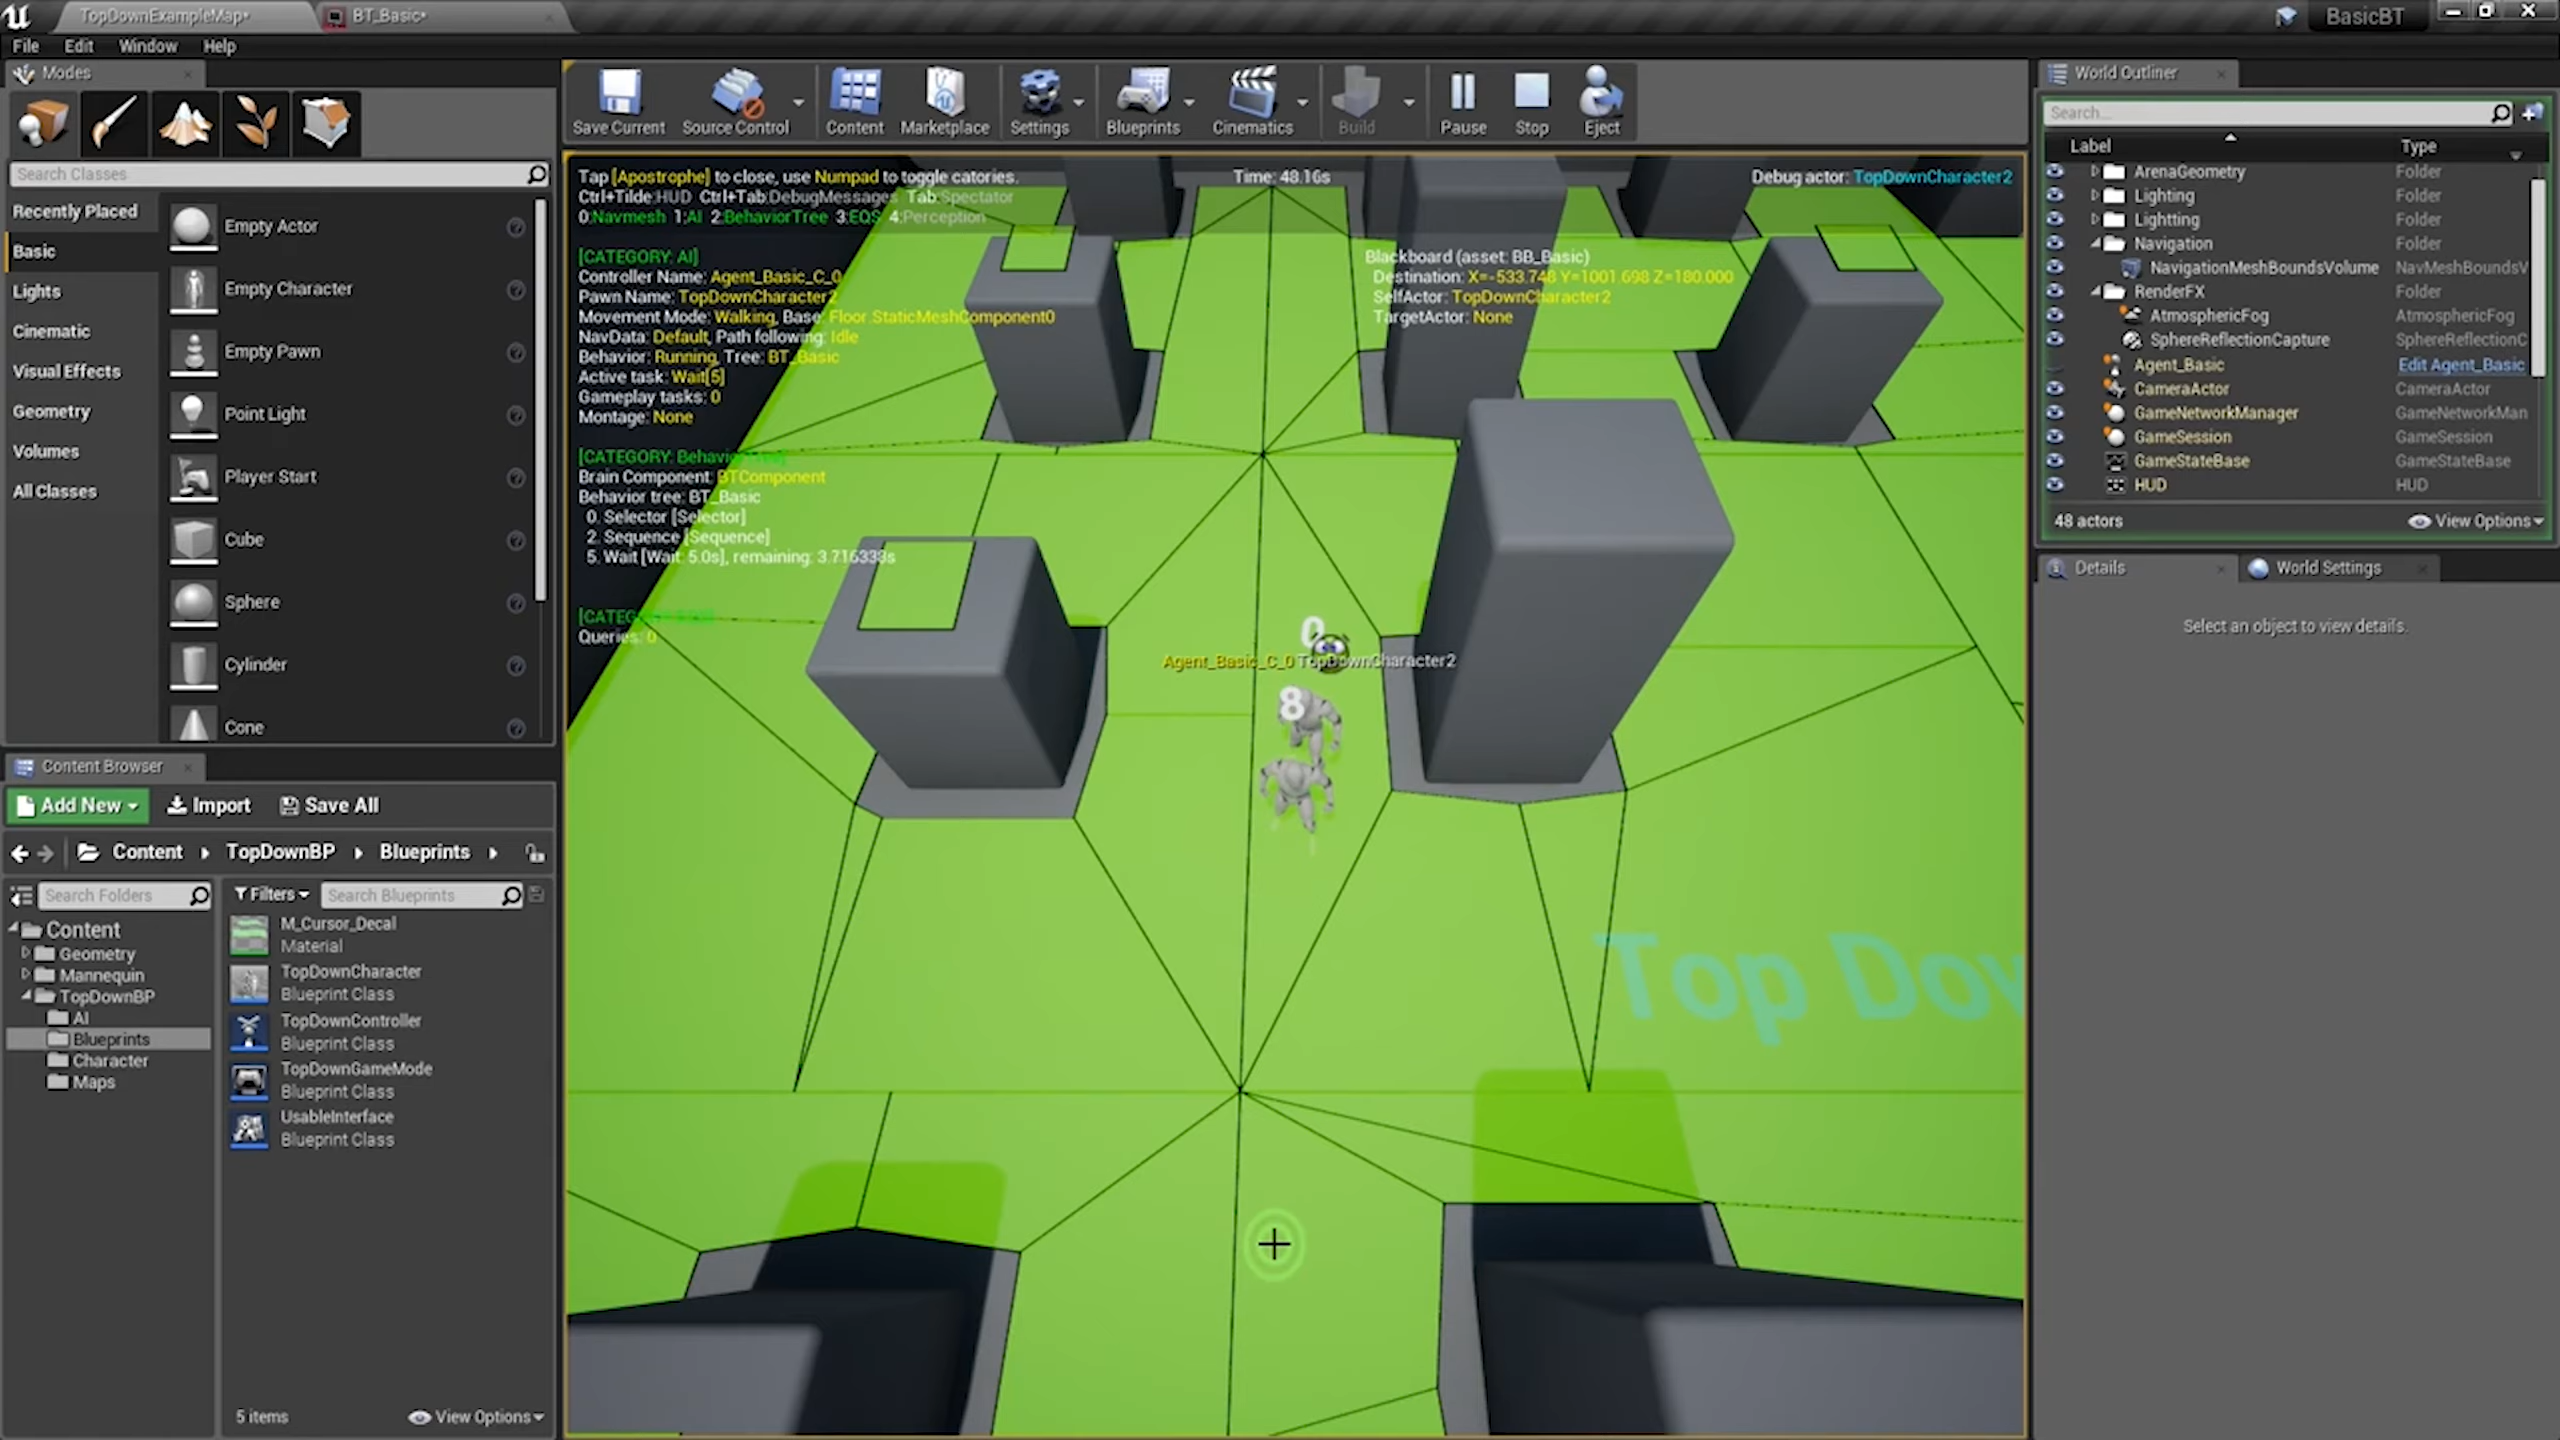 TopDownExampleMap*
BT_Basic*
BasicBT
File Edit Window Help
Modes
Search Classes
Recently Placed
Basic
Lights
Cinematic
Visual Effects
Geometry
Volumes
All Classes
Empty Actor
Empty Character
Empty Pawn
Point Light
Player Start
Cube
Sphere
Cylinder
Cone
Save Current
Source Control
Content
Marketplace
Settings
Blueprints
Cinematics
Build
Pause
Stop
Eject
Tap [Apostrophe] to close, use Numpad to toggle catories.
Ctrl+Tilde:HUD Ctrl+Tab:DebugMessages Tab:Spectator
0:Navmesh 1:AI 2:BehaviorTree 3:EQS 4:Perception
Time: 48.16s
Debug actor: TopDownCharacter2
[CATEGORY: AI]
Controller Name: Agent_Basic_C_0
Pawn Name: TopDownCharacter2
Movement Mode: Walking, Base: Floor.StaticMeshComponent0
NavData: Default, Path following: Idle
Behavior: Running, Tree: BT_Basic
Active task: Wait[5]
Gameplay tasks: 0
Montage: None
[CATEGORY: BehaviorTree]
Brain Component: BTComponent
Behavior tree: BT_Basic
0. Selector [Selector]
2. Sequence [Sequence]
5. Wait [Wait: 5.0s], remaining: 3.716333s
Queries: 0
Blackboard (asset: BB_Basic)
Destination: X=-533.748 Y=1001.698 Z=180.000
SelfActor: TopDownCharacter2
TargetActor: None
0
Agent_Basic_C_0 TopDownCharacter2
8
Top Dow
World Outliner
Search...
Label Type
ArenaGeometry Folder
Lighting Folder
Lightting Folder
Navigation Folder
NavigationMeshBoundsVolume NavMeshBoundsV
RenderFX Folder
AtmosphericFog AtmosphericFog
SphereReflectionCapture SphereReflectionC
Agent_Basic Edit Agent_Basic
CameraActor CameraActor
GameNetworkManager GameNetworkMan
GameSession GameSession
GameStateBase GameStateBase
HUD HUD
48 actors
View Options
Details
World Settings
Select an object to view details.
Content Browser
Add New Import Save All
Content TopDownBP Blueprints
Search Folders
Filters Search Blueprints
Content
Geometry
Mannequin
TopDownBP
AI
Blueprints
Character
Maps
M_Cursor_Decal
Material
TopDownCharacter
Blueprint Class
TopDownController
Blueprint Class
TopDownGameMode
Blueprint Class
UsableInterface
Blueprint Class
5 items
View Options